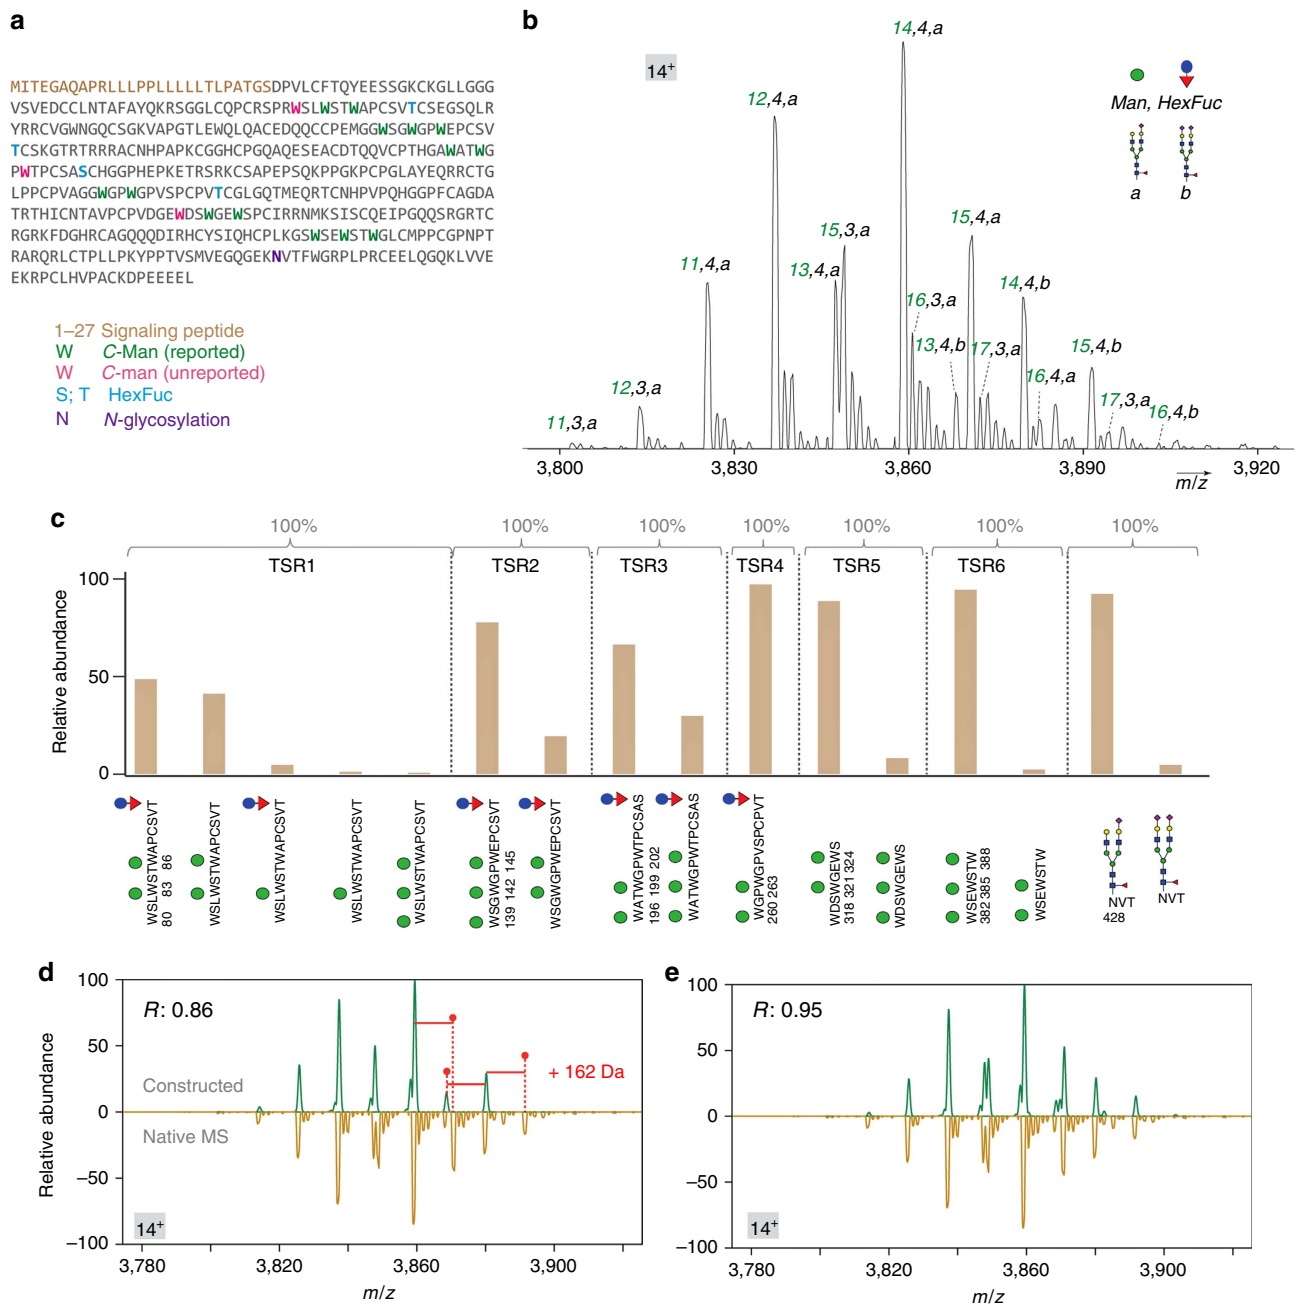 a
MITEGAQAPRLLLPPLLLLLTLPATGSDPVLCFTQYEESSGKCKGLLGGG
VSVEDCCLNTAFAYQKRSGGLCQPCRSPRWSLWSTWAPCSVTCSEGSQLR
YRRCVGWNGQCSGKVAPGTLEWQLQACEDQQCCPEMGGWSGWGPWEPCSV
TCSKGTRTRRRACNHPAPKCGGHCPGQAQESEACDTQQVCPTHGAWATWG
PWTPCSASCHGGPHEPKETRSRKCSAPEPSQKPPGKPCPGLAYEQRRCTG
LPPCPVAGGWGPWGPVSPCPVTCGLGQTMEQRTCNHPVPQHGGPFCAGDA
TRTHICNTAVPCPVDGEWDSWGEWSPCIRRNMKSISCQEIPGQQSRGRTC
RGRKFDGHRCAGQQQDIRHCYSIQHCPLKGSWSEWSTWGLCMPPCGPNPT
RARQRLCTPLLPKYPPTVSMVEGQGEKNVTFWGRPLPRCEELQGQKLVVE
EKRPCLHVPACKDPEEEEL
1–27 Signaling peptide
W C-Man (reported)
W C-man (unreported)
S; T HexFuc
N N-glycosylation
b
14+
14,4,a
12,4,a
15,3,a
15,4,a
11,4,a
13,4,a
14,4,b
16,3,a
13,4,b
17,3,a
15,4,b
16,4,a
12,3,a
17,3,a
11,3,a
16,4,b
Man, HexFuc
a b
3,800 3,830 3,860 3,890 3,920
m/z
c
100% 100% 100% 100% 100% 100% 100%
TSR1 TSR2 TSR3 TSR4 TSR5 TSR6
Relative abundance
100
50
0
WSLWSTWAPCSVT
80 83 86
WSLWSTWAPCSVT
WSLWSTWAPCSVT
WSLWSTWAPCSVT
WSLWSTWAPCSVT
WSGWGPWEPCSVT
139 142 145
WSGWGPWEPCSVT
WATWGPWTPCSAS
196 199 202
WATWGPWTPCSAS
WGPWGPVSPCPVT
260 263
WDSWGEWS
318 321 324
WDSWGEWS
WSEWSTW
382 385 388
WSEWSTW
NVT
428
NVT
d
R: 0.86
Relative abundance
100
50
0
−50
−100
Constructed
Native MS
+ 162 Da
14+
3,780 3,820 3,860 3,900
m/z
e
R: 0.95
100
50
0
−50
−100
14+
3,780 3,820 3,860 3,900
m/z